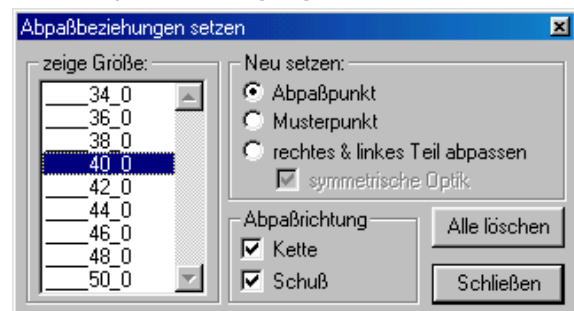 Abpaßbeziehungen setzen
zeige Größe:
____34_0
____36_0
____38_0
____40_0
____42_0
____44_0
____46_0
____48_0
____50_0
Neu setzen:
Abpaßpunkt
Musterpunkt
rechtes & linkes Teil abpassen
symmetrische Optik
Abpaßrichtung
Kette
Schuß
Alle löschen
Schließen